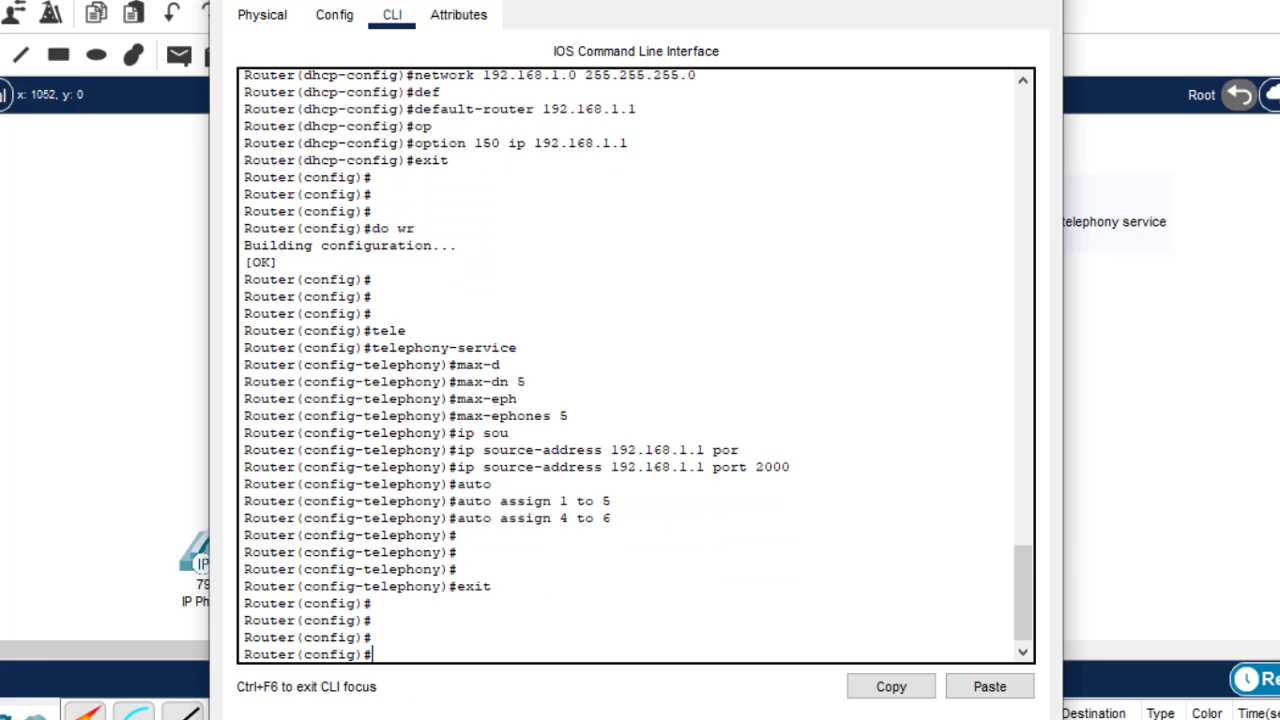 Physical Config CLI Attributes
IOS Command Line Interface
x: 1052, y: 0
Root
Router(dhcp-config)#network 192.168.1.0 255.255.255.0
Router(dhcp-config)#def
Router(dhcp-config)#default-router 192.168.1.1
Router(dhcp-config)#op
Router(dhcp-config)#option 150 ip 192.168.1.1
Router(dhcp-config)#exit
Router(config)#
Router(config)#
Router(config)#
telephony service
Router(config)#do wr
Building configuration...
[OK]
Router(config)#
Router(config)#
Router(config)#
Router(config)#tele
Router(config)#telephony-service
Router(config-telephony)#max-d
Router(config-telephony)#max-dn 5
Router(config-telephony)#max-eph
Router(config-telephony)#max-ephones 5
Router(config-telephony)#ip sou
Router(config-telephony)#ip source-address 192.168.1.1 por
Router(config-telephony)#ip source-address 192.168.1.1 port 2000
Router(config-telephony)#auto
Router(config-telephony)#auto assign 1 to 5
Router(config-telephony)#auto assign 4 to 6
Router(config-telephony)#
Router(config-telephony)#
IP
Router(config-telephony)#
79
Router(config-telephony)#exit
IP Ph
Router(config)#
Router(config)#
Router(config)#
Router(config)#
Ctrl+F6 to exit CLI focus
Copy Paste
Re
Destination Type Color Time(se